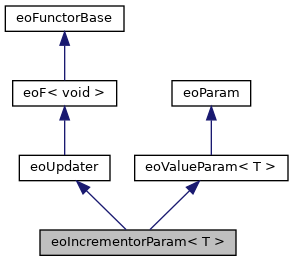 eoFunctorBase
eoF< void >
eoParam
eoUpdater
eoValueParam< T >
eoIncrementorParam< T >